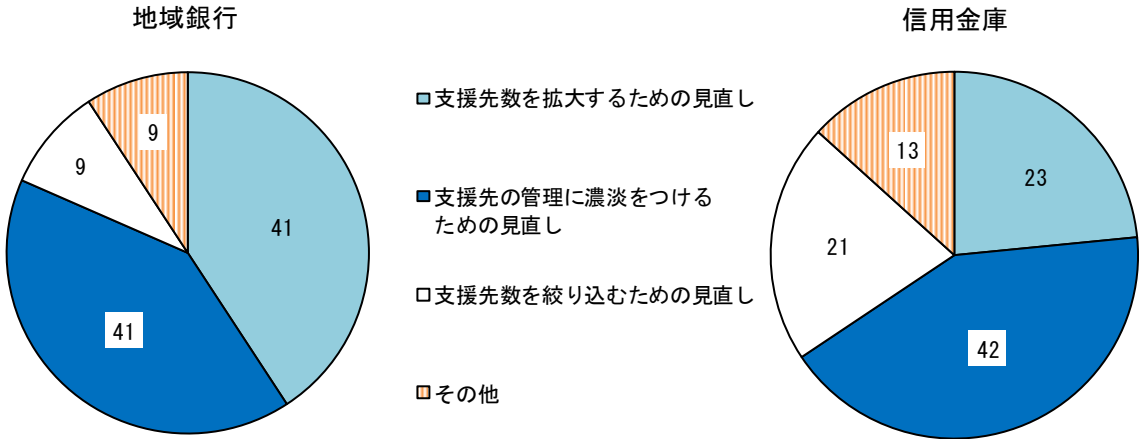 地域銀行
信用金庫
支援先数を拡大するための見直し
支援先の管理に濃淡をつける
ための見直し
支援先数を絞り込むための見直し
その他
9
9
41
41
13
23
21
42